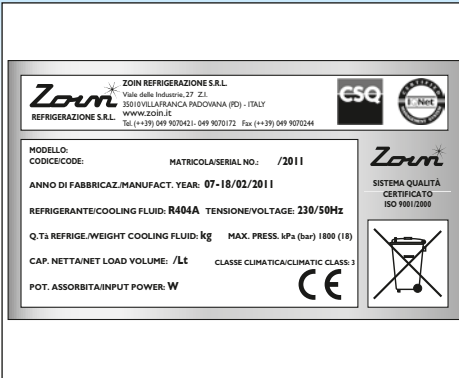 Zoin
REFRIGERAZIONE S.R.L.
ZOIN REFRIGERAZIONE S.R.L.
Viale delle Industrie, 27 Z.I.
35010 VILLAFRANCA PADOVANA (PD) - ITALY
www.zoin.it
Tel. (++39) 049 9070421- 049 9070172 Fax (++39) 049 9070244
CSQ
CERTIFIED
IQNet
MODELLO:
CODICE/CODE: MATRICOLA/SERIAL NO.: /2011
ANNO DI FABBRICAZ./MANUFACT. YEAR: 07-18/02/2011
REFRIGERANTE/COOLING FLUID: R404A TENSIONE/VOLTAGE: 230/50Hz
Q.Tà REFRIGE./WEIGHT COOLING FLUID: kg MAX. PRESS. kPa (bar) 1800 (18)
CAP. NETTA/NET LOAD VOLUME: /Lt CLASSE CLIMATICA/CLIMATIC CLASS: 3
POT. ASSORBITA/INPUT POWER: W
CE
Zoin
SISTEMA QUALITÀ
CERTIFICATO
ISO 9001/2000